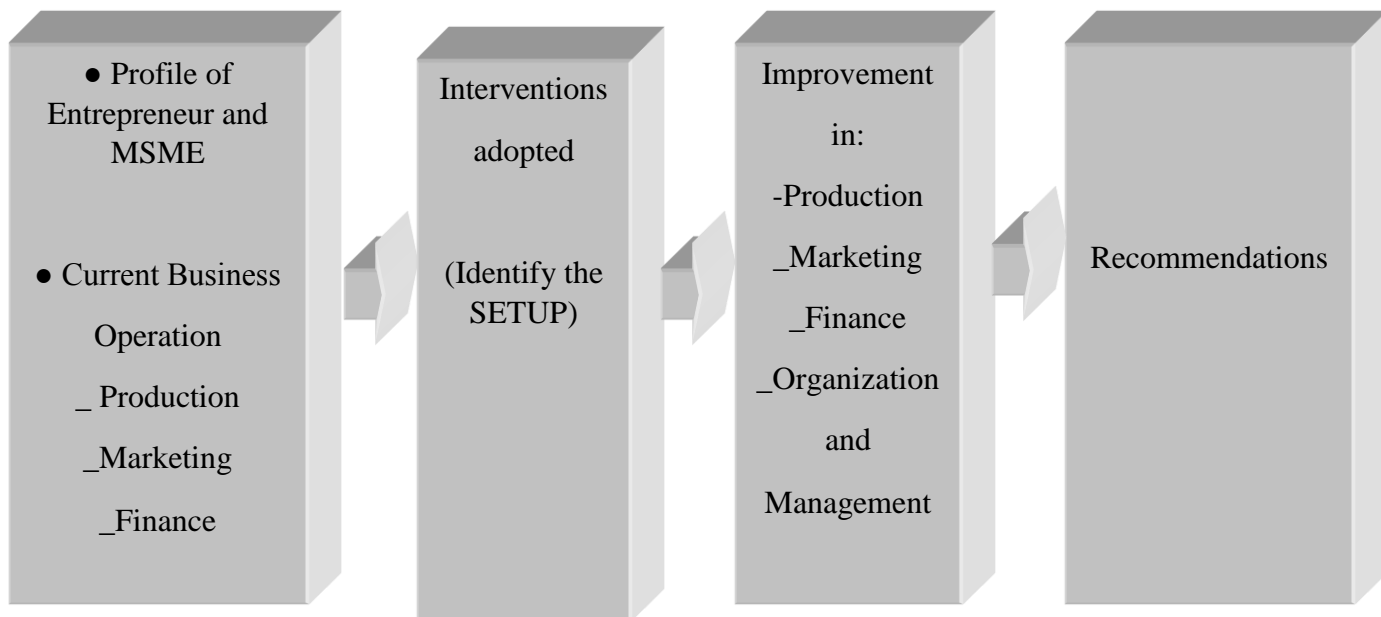 ● Profile of
Entrepreneur and
MSME
● Current Business
Operation
_ Production
_Marketing
_Finance
Interventions
adopted
(Identify the
SETUP)
Improvement
in:
-Production
_Marketing
_Finance
_Organization
and
Management
Recommendations